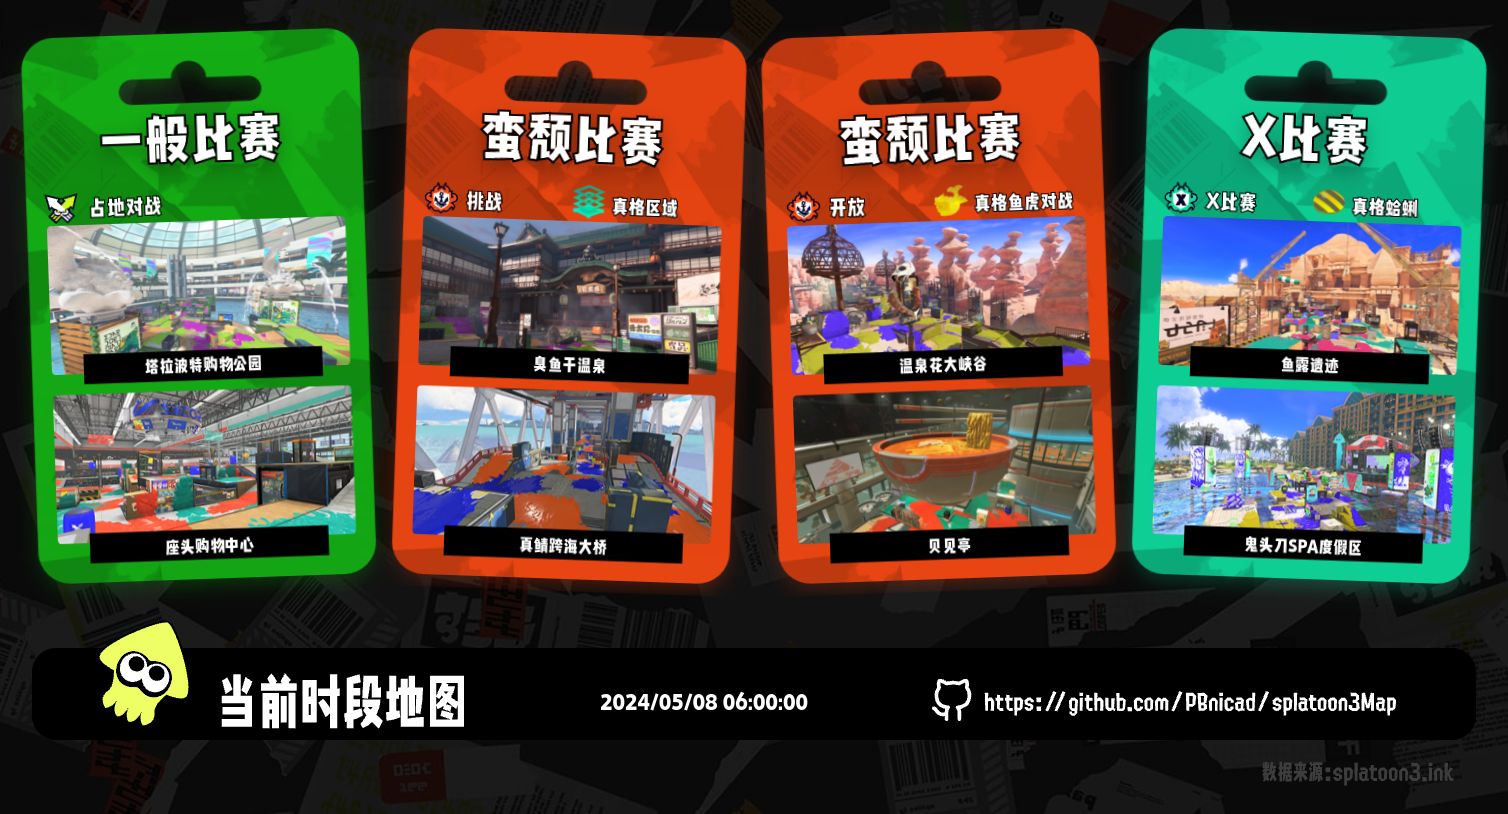 一般比赛
占地对战
塔拉波特购物公园
座头购物中心
蛮颓比赛
挑战
真格区域
臭鱼干温泉
真鲭跨海大桥
蛮颓比赛
开放
真格鱼虎对战
温泉花大峡谷
贝见亭
X比赛
X比赛
真格蛤蜊
鱼露遗迹
鬼头刀SPA度假区
当前时段地图
2024/05/08 06:00:00
https://github.com/PBnicad/splatoon3Map
数据来源:splatoon3.ink